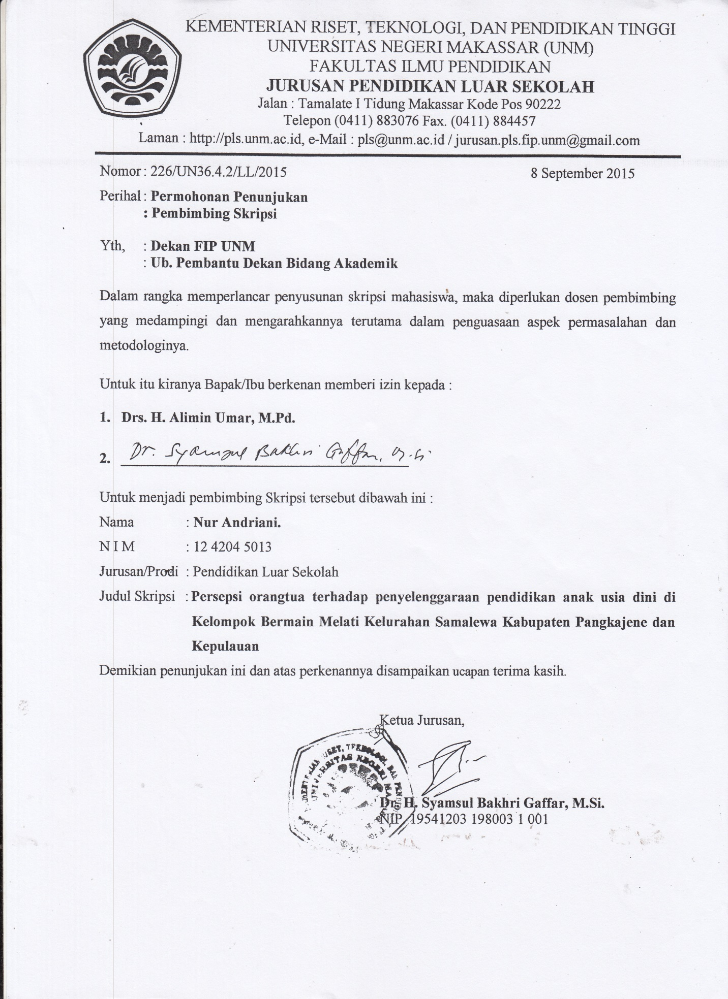 KEMENTERIAN RISET, TEKNOLOGI, DAN PENDIDIKAN TINGGI
UNIVERSITAS NEGERI MAKASSAR (UNM)
FAKULTAS ILMU PENDIDIKAN
JURUSAN PENDIDIKAN LUAR SEKOLAH
Jalan : Tamalate I Tidung Makassar Kode Pos 90222
Telepon (0411) 883076 Fax. (0411) 884457
Laman : http://pls.unm.ac.id, e-Mail : pls@unm.ac.id / jurusan.pls.fip.unm@gmail.com
Nomor : 226/UN36.4.2/LL/2015 8 September 2015
Perihal : Permohonan Penunjukan
: Pembimbing Skripsi
Yth, : Dekan FIP UNM
: Ub. Pembantu Dekan Bidang Akademik
Dalam rangka memperlancar penyusunan skripsi mahasiswa, maka diperlukan dosen pembimbing
yang medampingi dan mengarahkannya terutama dalam penguasaan aspek permasalahan dan
metodologinya.
Untuk itu kiranya Bapak/Ibu berkenan memberi izin kepada :
1. Drs. H. Alimin Umar, M.Pd.
2. Dr. Syamsul Bakhri Gaffar, M.Si
Untuk menjadi pembimbing Skripsi tersebut dibawah ini :
Nama : Nur Andriani.
N I M : 12 4204 5013
Jurusan/Prodi : Pendidikan Luar Sekolah
Judul Skripsi : Persepsi orangtua terhadap penyelenggaraan pendidikan anak usia dini di
Kelompok Bermain Melati Kelurahan Samalewa Kabupaten Pangkajene dan
Kepulauan
Demikian penunjukan ini dan atas perkenannya disampaikan ucapan terima kasih.
Ketua Jurusan,
Dr. H. Syamsul Bakhri Gaffar, M.Si.
NIP. 19541203 198003 1 001